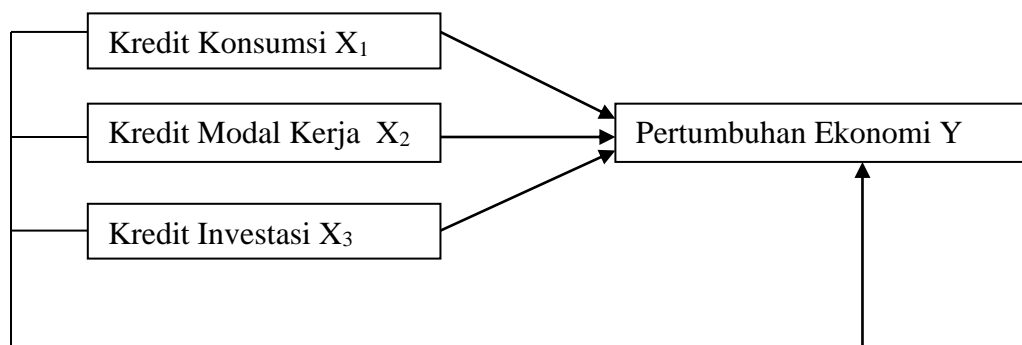 Kredit Konsumsi X₁
Kredit Modal Kerja X₂
Pertumbuhan Ekonomi Y
Kredit Investasi X₃